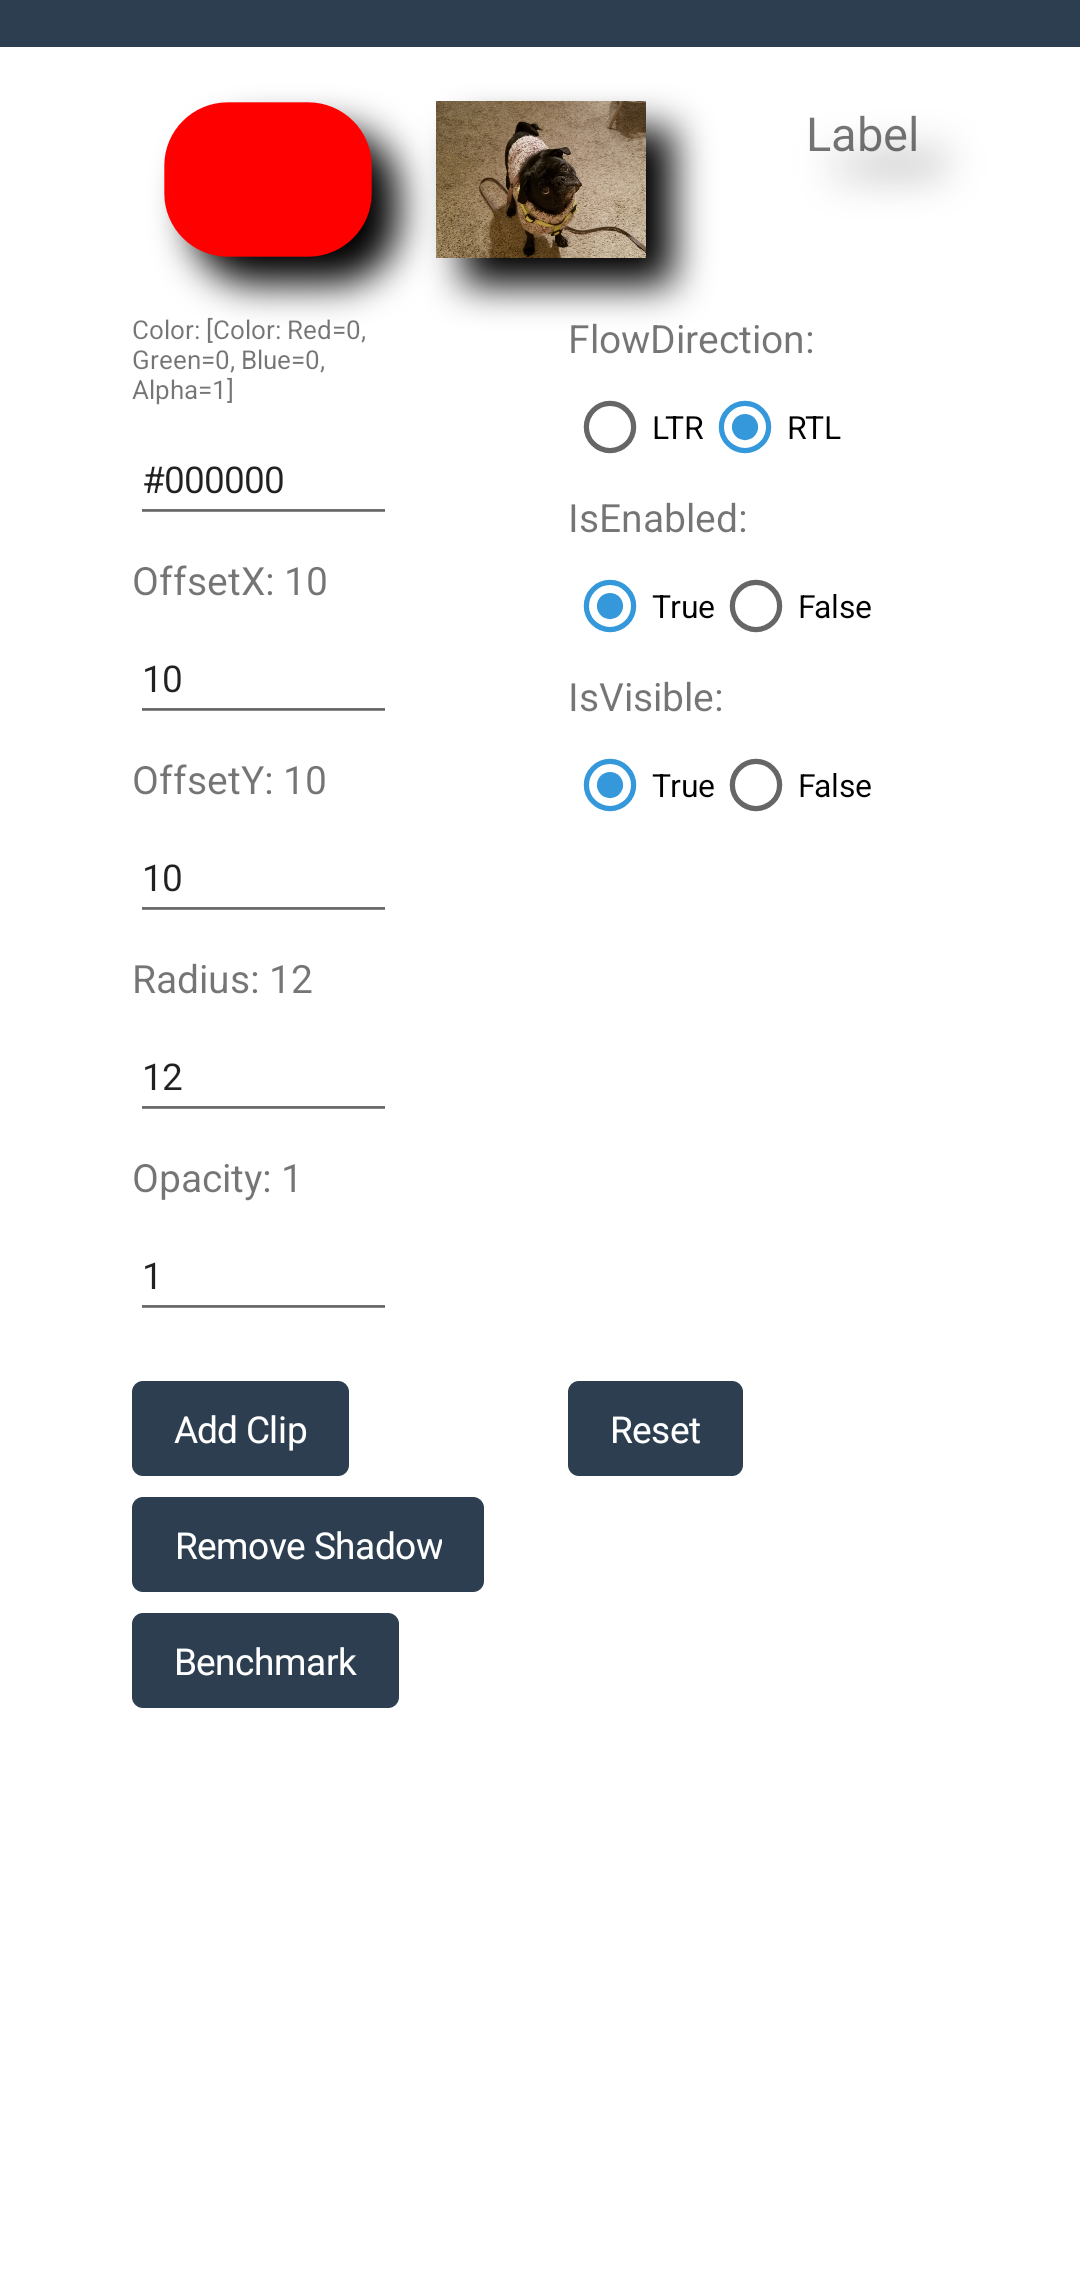 Label
Color: [Color: Red=0,
Green=0, Blue=0,
Alpha=1]
#000000
OffsetX: 10
10
OffsetY: 10
10
Radius: 12
12
Opacity: 1
1
FlowDirection:
LTR RTL
IsEnabled:
True False
IsVisible:
True False
Add Clip
Reset
Remove Shadow
Benchmark